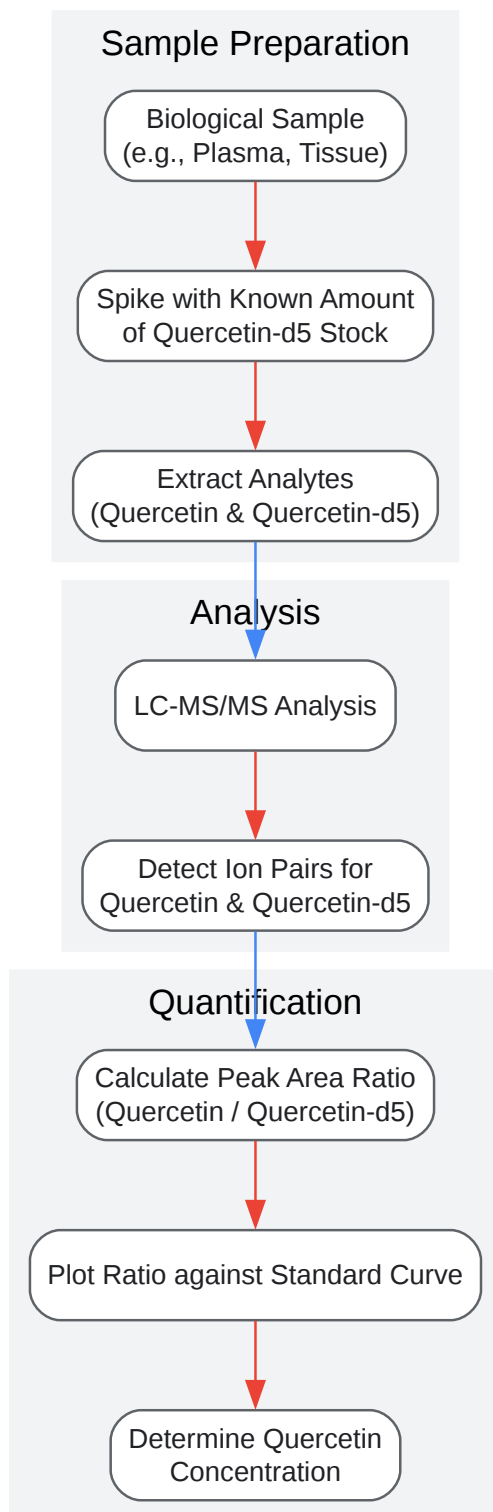 Sample Preparation
Biological Sample
(e.g., Plasma, Tissue)
Spike with Known Amount
of Quercetin-d5 Stock
Extract Analytes
(Quercetin & Quercetin-d5)
Analysis
LC-MS/MS Analysis
Detect Ion Pairs for
Quercetin & Quercetin-d5
Quantification
Calculate Peak Area Ratio
(Quercetin / Quercetin-d5)
Plot Ratio against Standard Curve
Determine Quercetin
Concentration